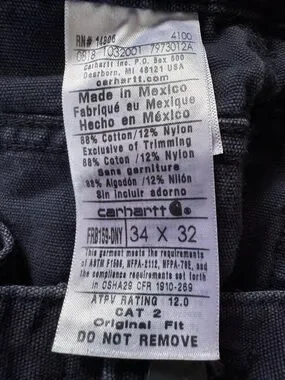 RN# 14806 4100
0818 1032001 7973012A
Carhartt Inc. P.O. Box 600
Dearborn, MI 48121 USA
carhartt.com
Made in Mexico
Fabriqué au Mexique
Hecho en México
88% Cotton/12% Nylon
Exclusive of Trimming
88% Coton /12% Nylon
Sans garniture
88% Algodón /12% Nilón
Sin incluir adorno
carhartt
FRB159-DNY 34 X 32
This garment meets the requirements
of ASTM F1506, NFPA-2112, NFPA-70E, and
the compliance requirements set forth
in OSHA29 CFR 1910-269
ATPV RATING 12.0
CAT 2
Original Fit
DO NOT REMOVE